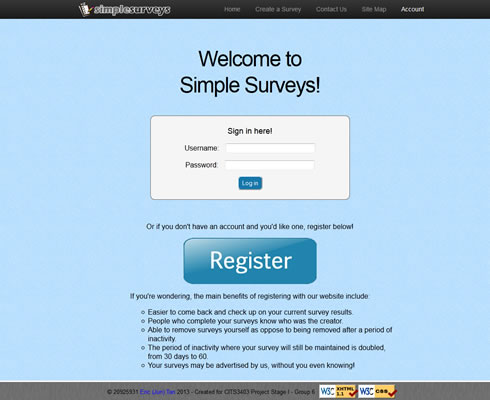 simplesurveys
Home Create a Survey Contact Us Site Map Account
Welcome to
Simple Surveys!
Sign in here!
Username:
Password:
Log in
Or if you don't have an account and you'd like one, register below!
Register
If you're wondering, the main benefits of registering with our website include:
Easier to come back and check up on your current survey results.
People who complete your surveys know who was the creator.
Able to remove surveys yourself as oppose to being removed after a period of
inactivity.
The period of inactivity where your survey will still be maintained is doubled,
from 30 days to 60.
Your surveys may be advertised by us, without you even knowing!
Eric (Jun) Tan 2013 - Created for CITS3403 Project Stage I - Group 6 W3C XHTML 1.1 W3C css